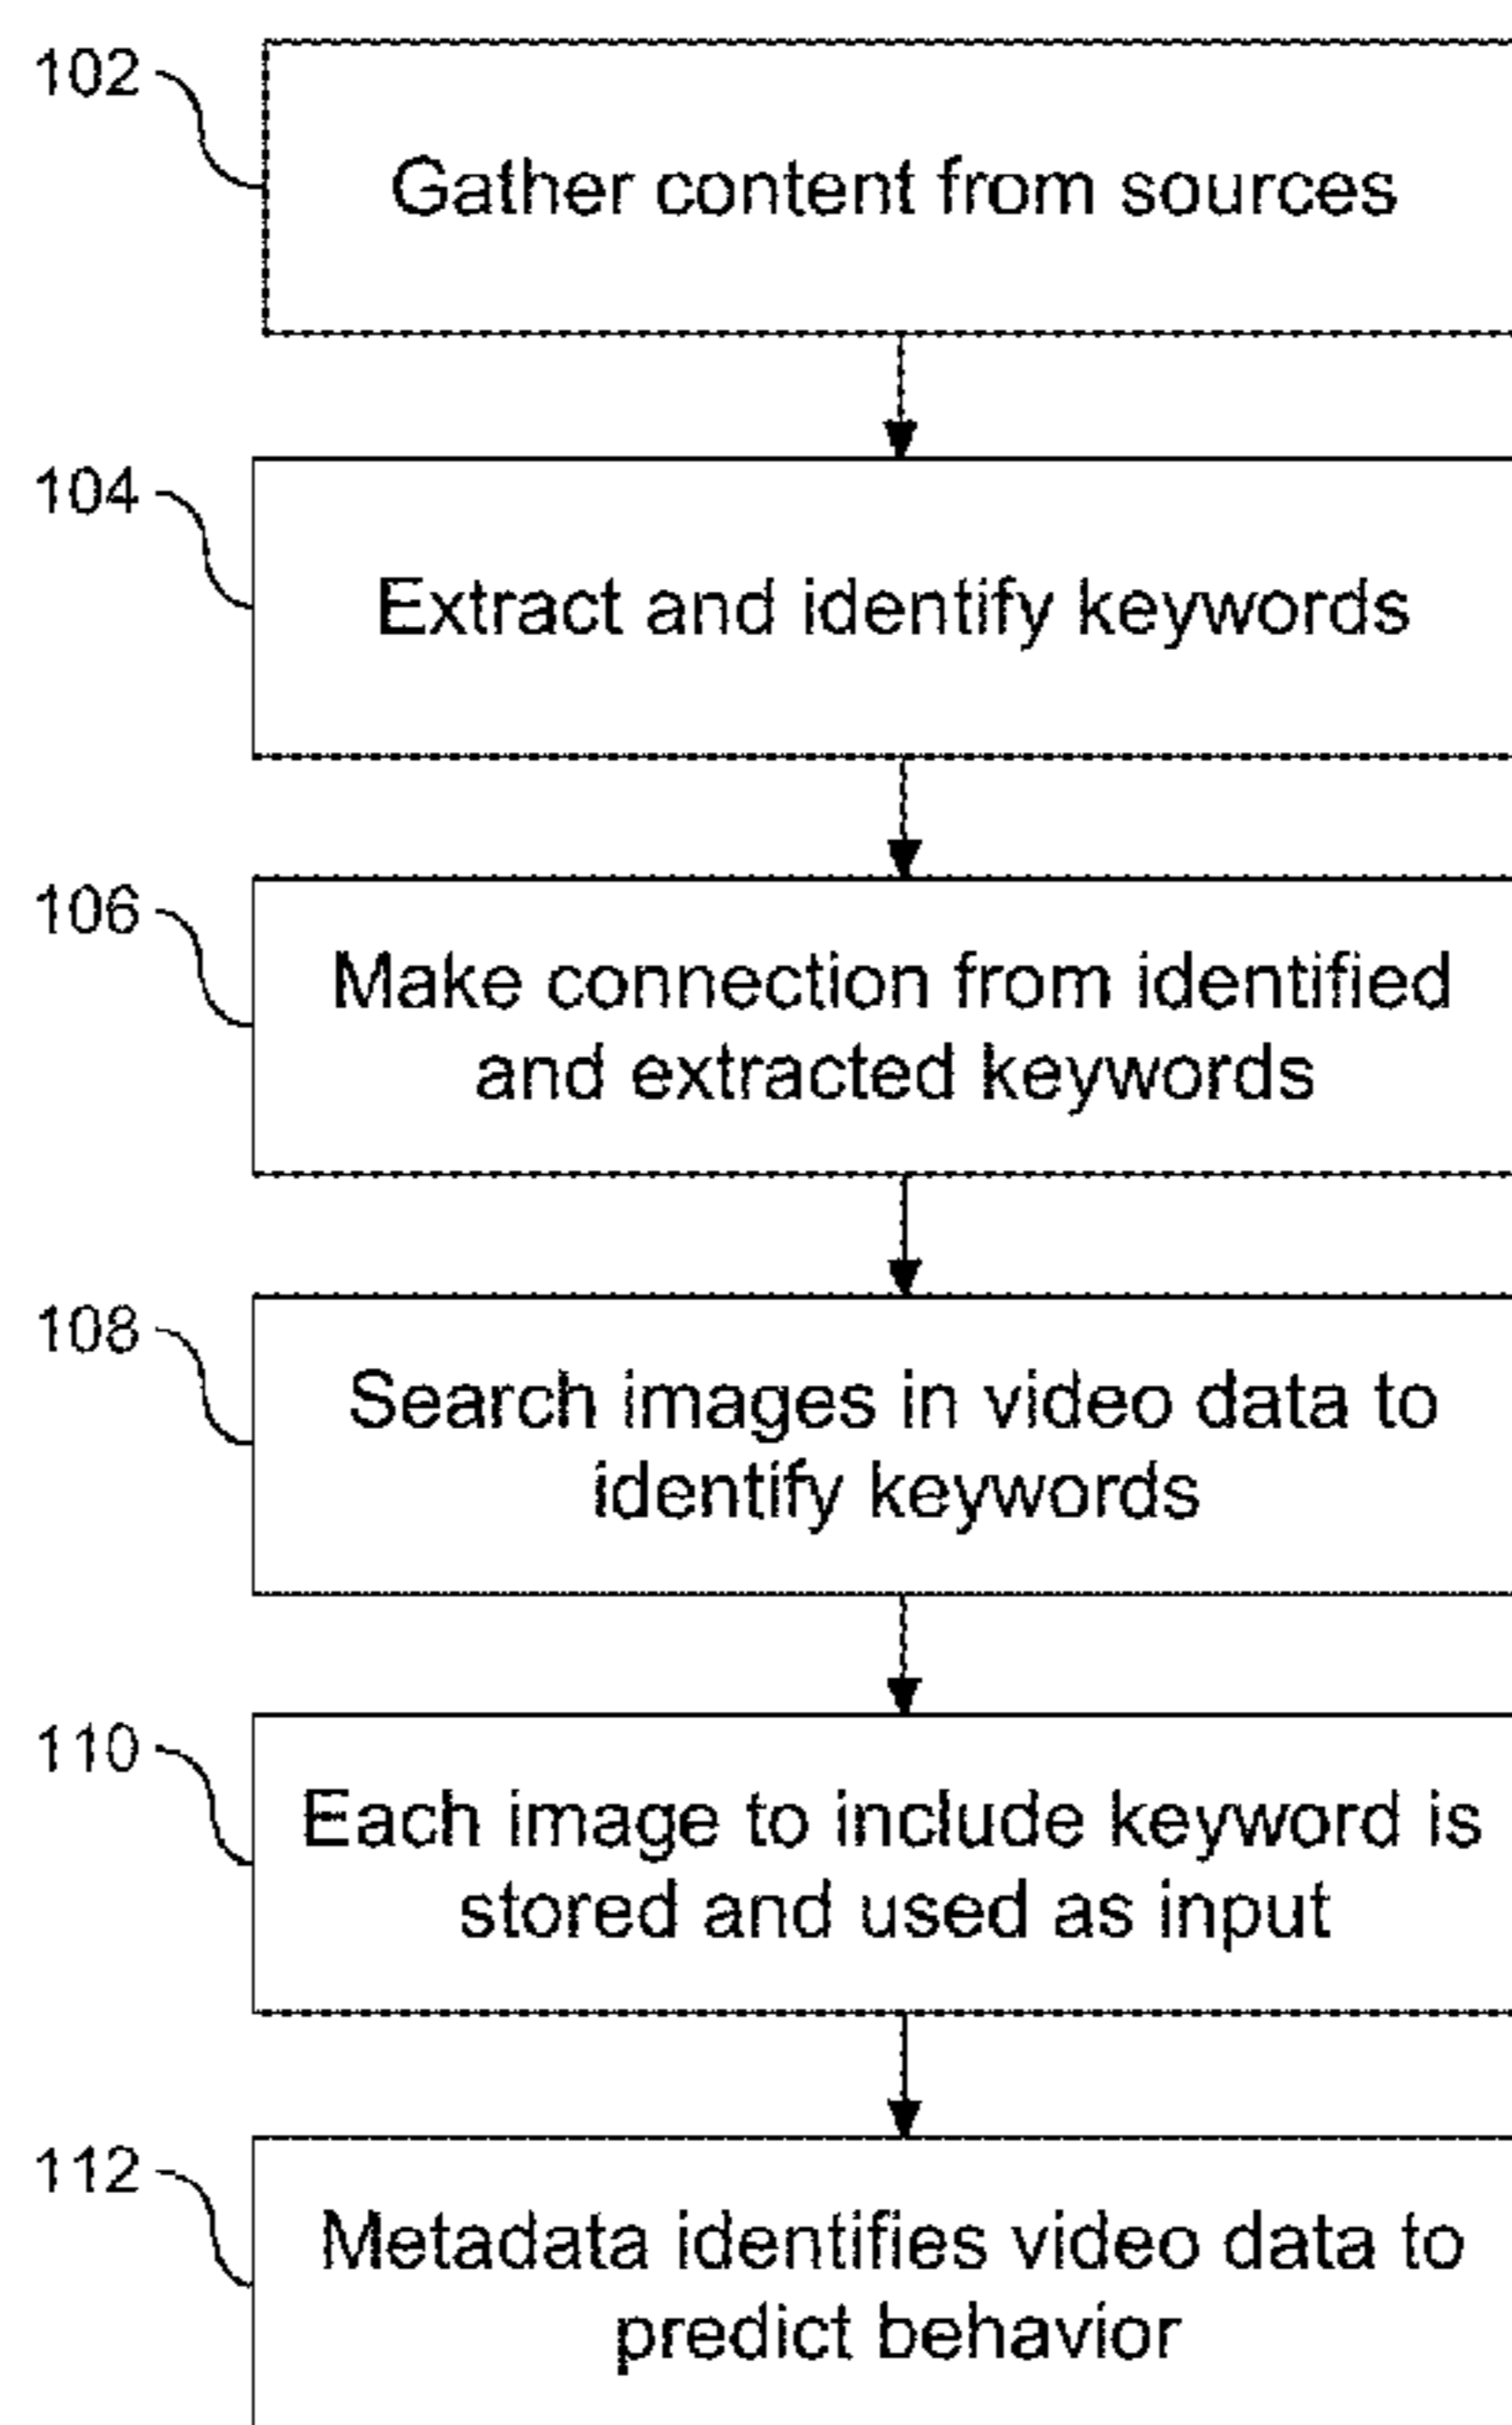 102
Gather content from sources
104
Extract and identify keywords
106
Make connection from identified
and extracted keywords
108
Search images in video data to
identify keywords
110
Each image to include keyword is
stored and used as input
112
Metadata identifies video data to
predict behavior